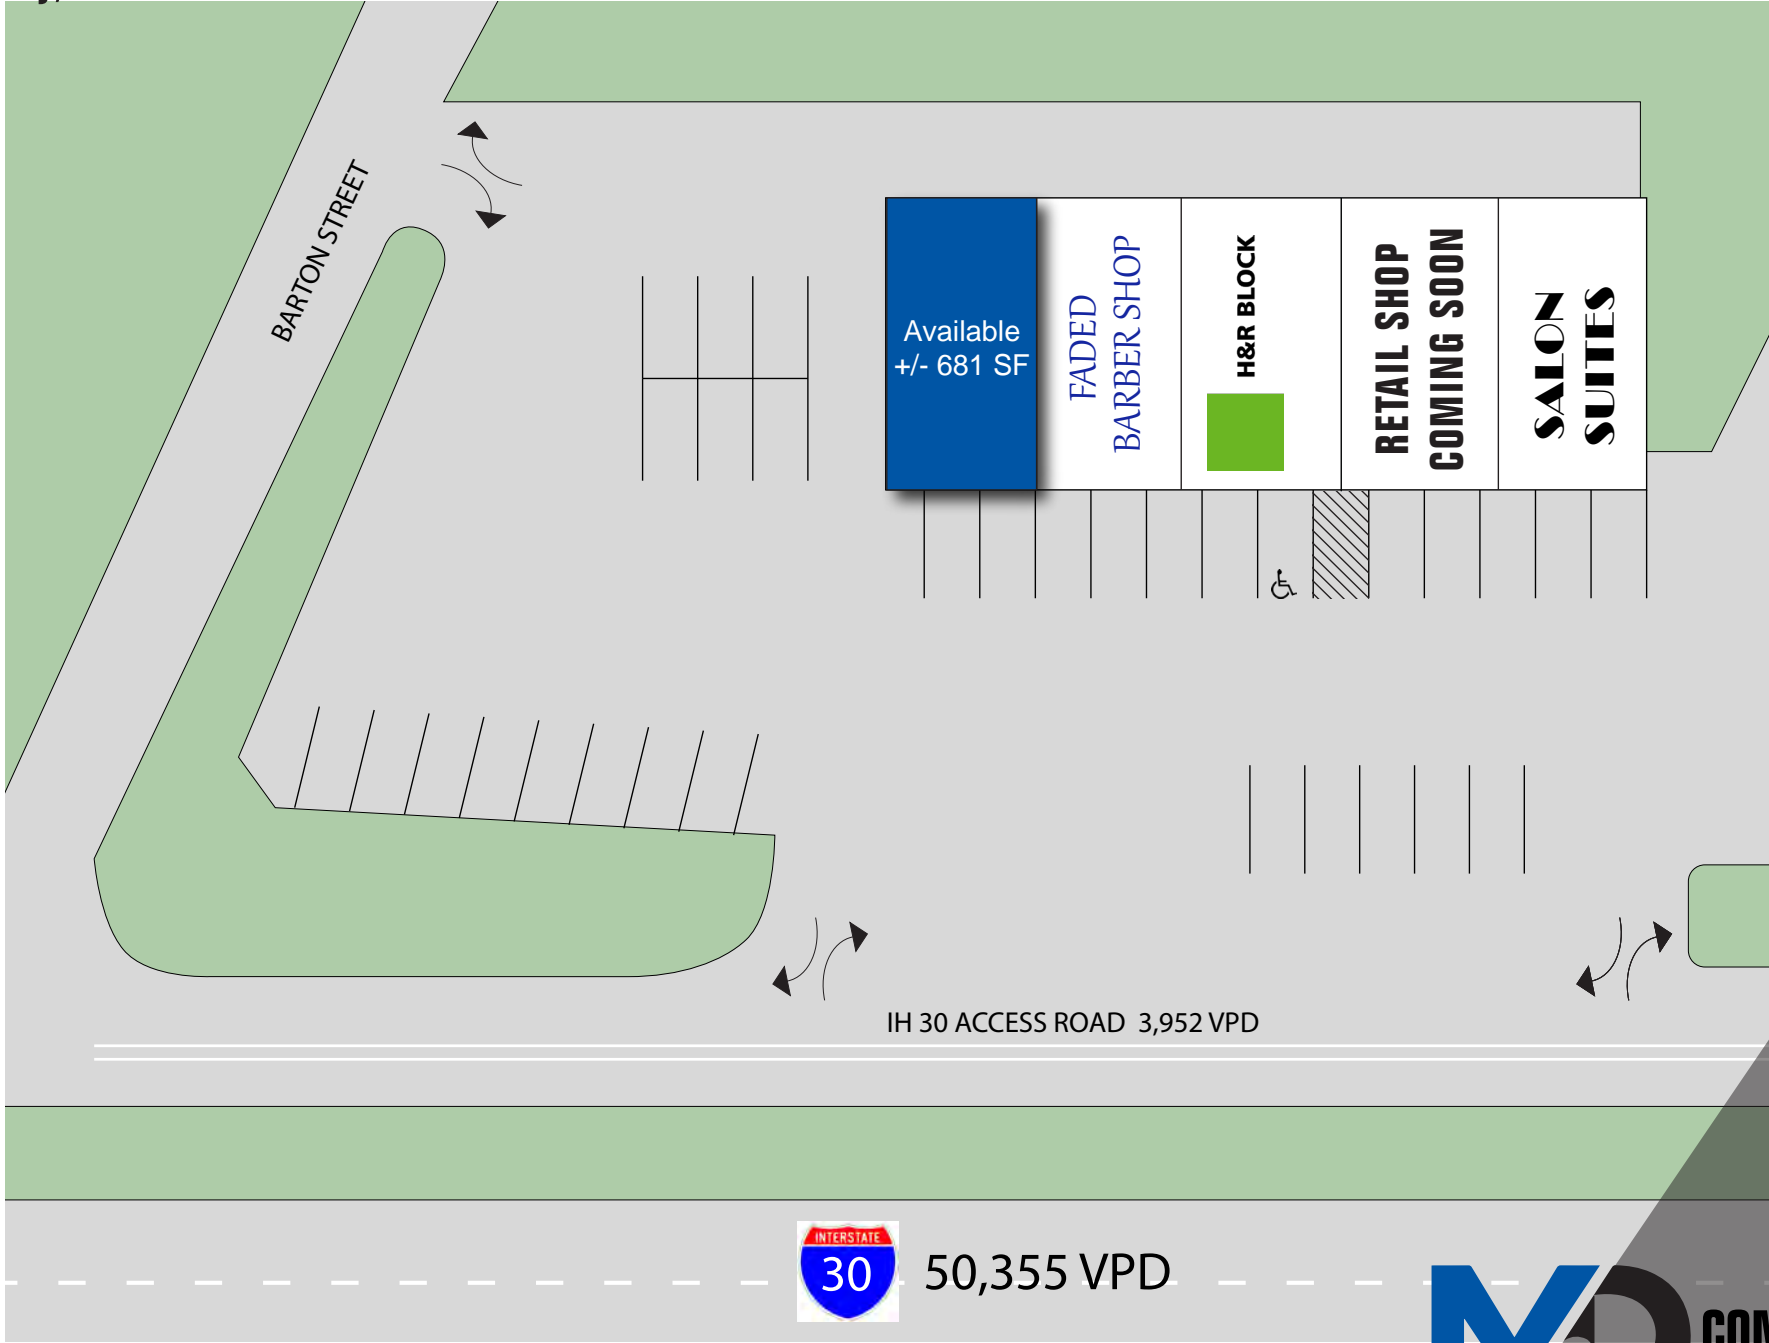 BARTON STREET
Available
+/- 681 SF
FADED
BARBER SHOP
H&R BLOCK
RETAIL SHOP
COMING SOON
SALON
SUITES
IH 30 ACCESS ROAD 3,952 VPD
INTERSTATE
30
50,355 VPD